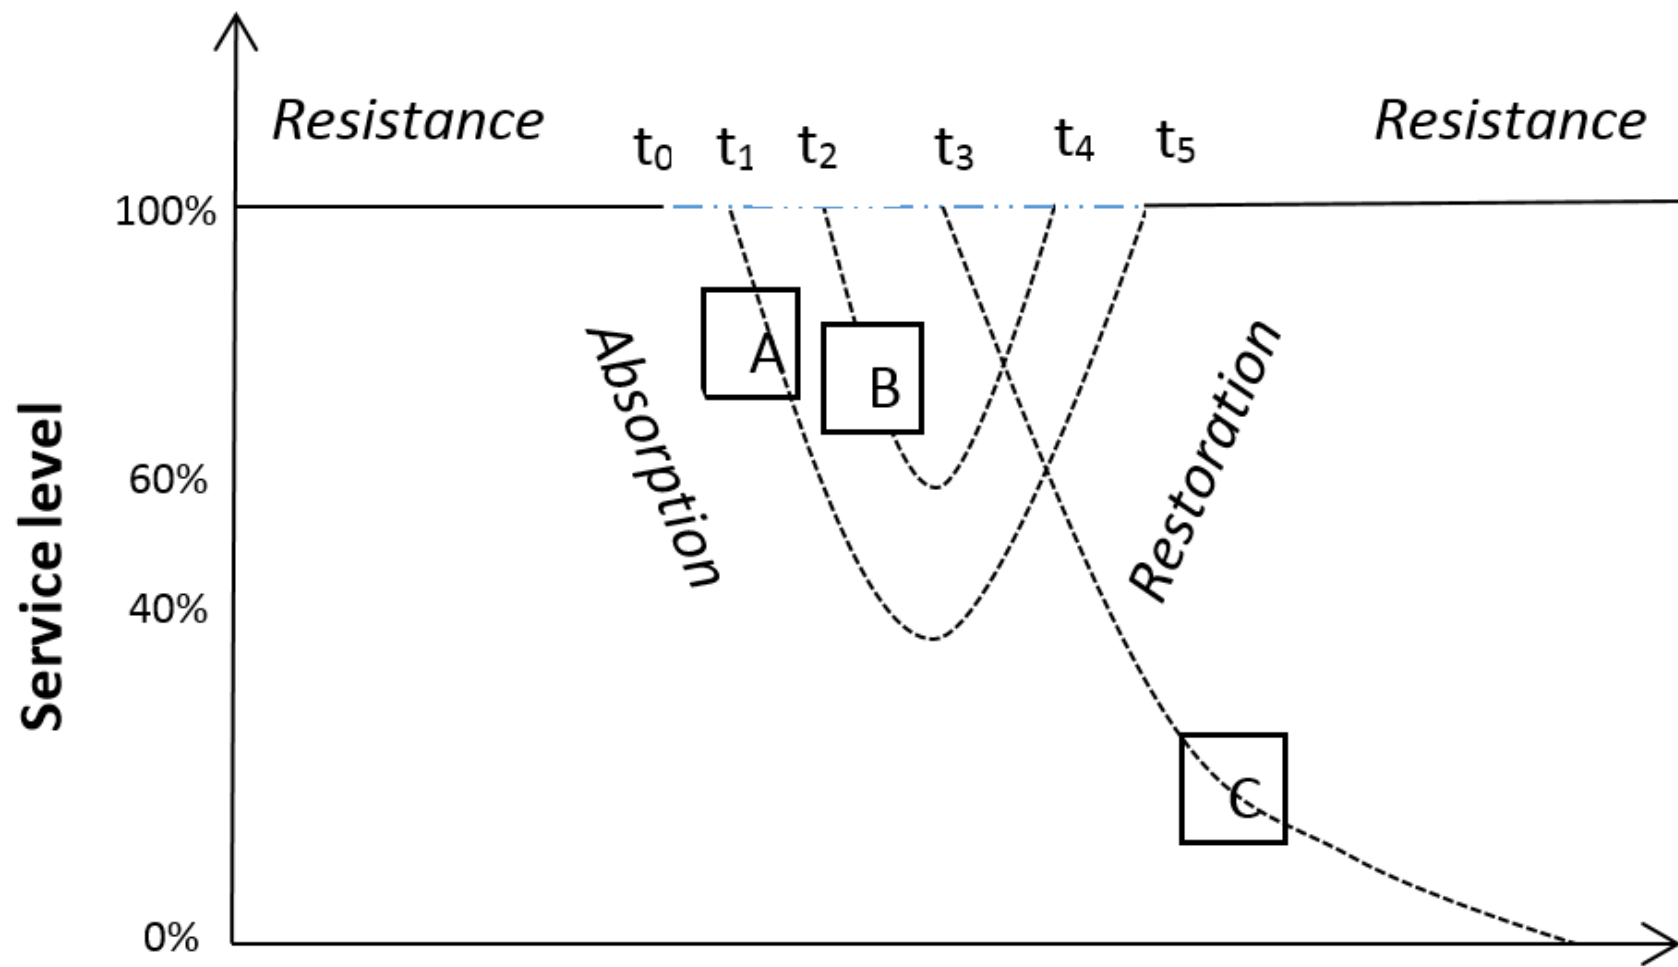 Resistance
Resistance
t₀ t₁ t₂ t₃ t₄ t₅
100%
A
B
Absorption
Restoration
60%
40%
Service level
C
0%